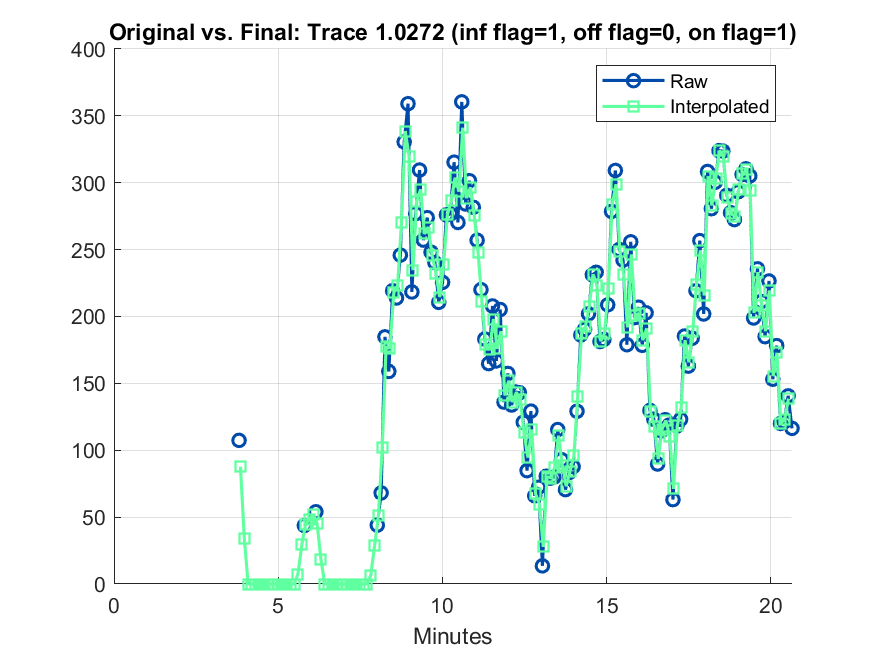 Original vs. Final: Trace 1.0272 (inf flag=1, off flag=0, on flag=1)
400
350
300
250
200
150
100
50
0
Raw
Interpolated
0 5 10 15 20
Minutes